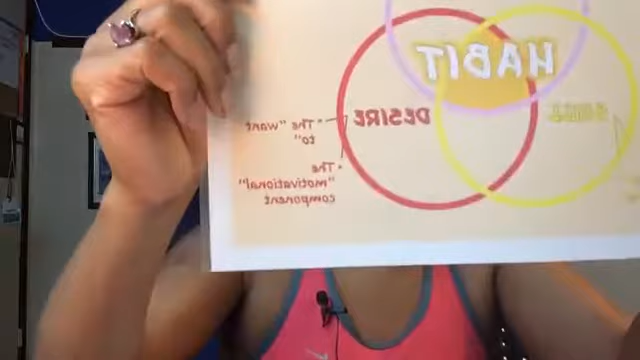 HABIT
DESIRE
• The "want
to"
• The
"motivational"
component